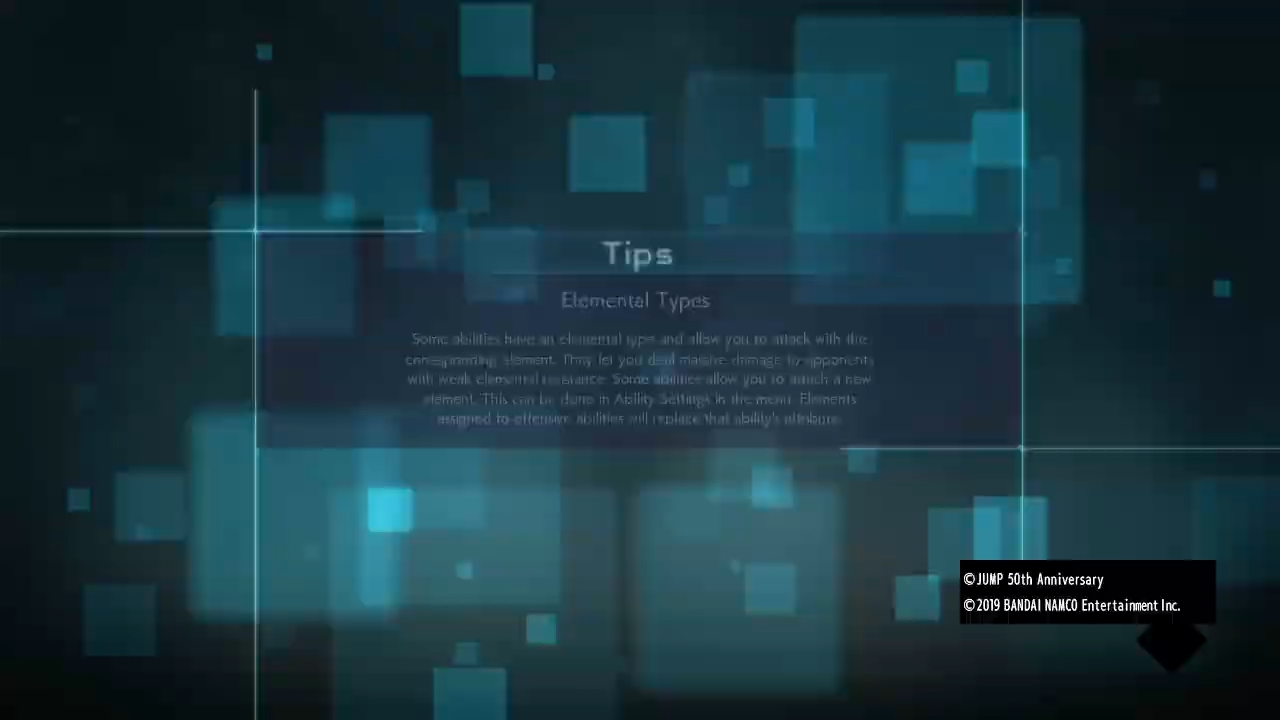 Tips
Elemental Types
Some abilities have an elemental type and allow you to attack with the
corresponding element. They let you deal massive damage to opponents
with weak elemental resistance. Some abilities allow you to attach a new
element. This can be done in Ability Settings in the menu. Elements
assigned to offensive abilities will replace that ability's attribute.
©JUMP 50th Anniversary
©2019 BANDAI NAMCO Entertainment Inc.